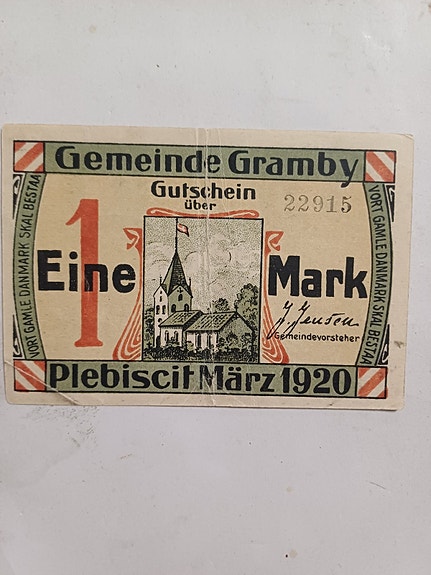 Gemeinde Gramby
Gutschein
über
22915
1
Eine Mark
J. Jensen
Gemeindevorsteher
Plebiscit März 1920
VORT GAMLE DANMARK SKAL BESTAA
VORT GAMLE DANMARK SKAL BESTAA